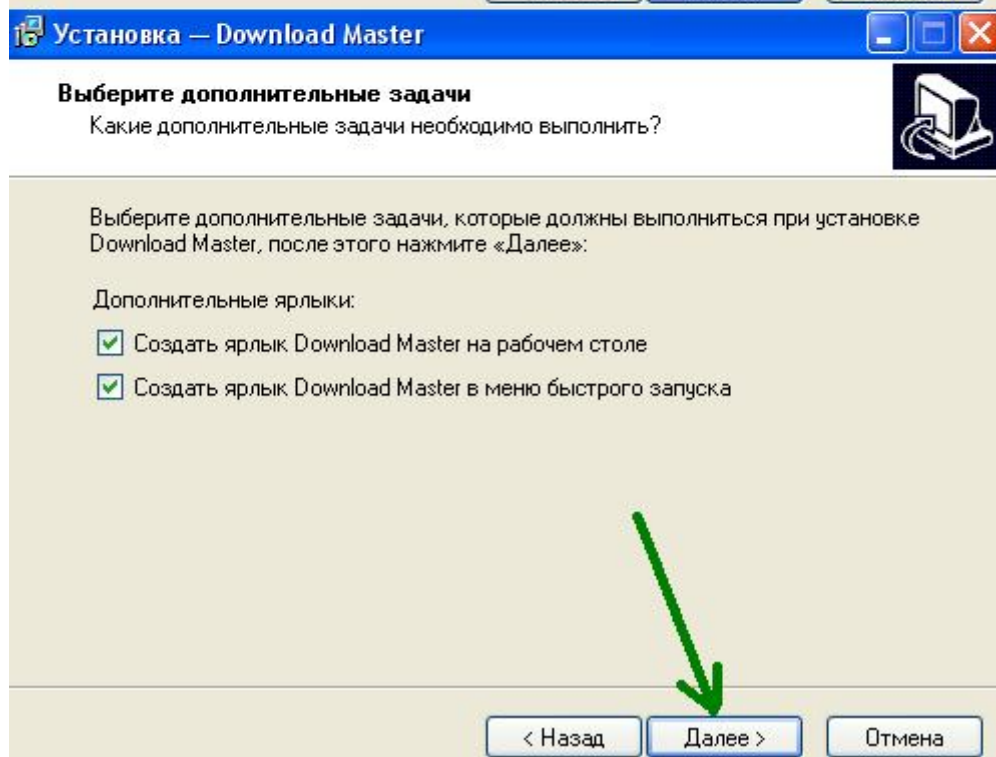 Установка — Download Master
Выберите дополнительные задачи
Какие дополнительные задачи необходимо выполнить?
Выберите дополнительные задачи, которые должны выполниться при установке
Download Master, после этого нажмите «Далее»:
Дополнительные ярлыки:
Создать ярлык Download Master на рабочем столе
Создать ярлык Download Master в меню быстрого запуска
< Назад
Далее >
Отмена